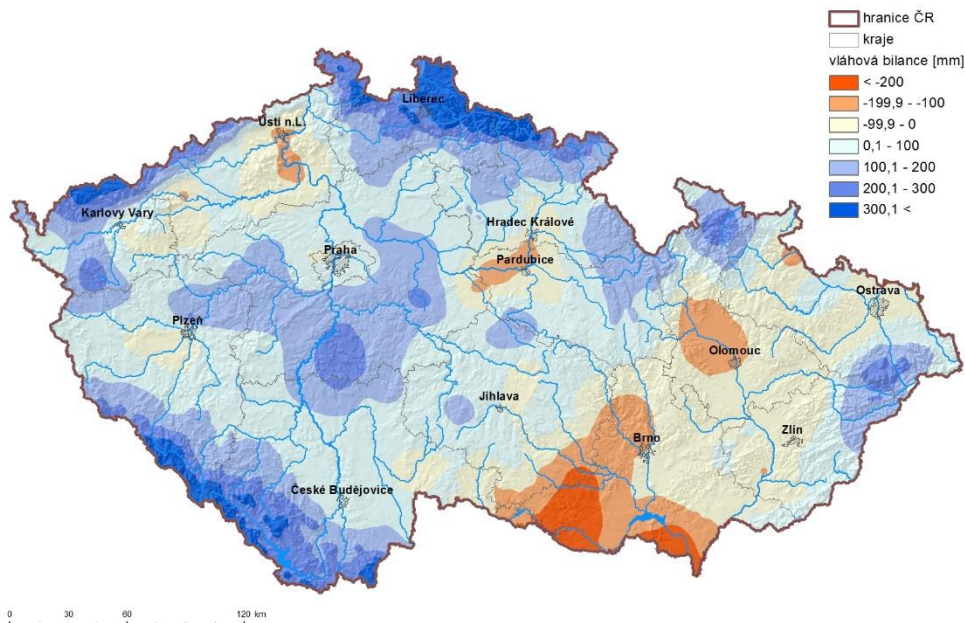 hranice ČR
kraje
vláhová bilance [mm]
< -200
-199,9 - -100
-99,9 - 0
0,1 - 100
100,1 - 200
200,1 - 300
300,1 <
Liberec
Ústí n.L.
Karlovy Vary
Hradec Králové
Praha
Pardubice
Ostrava
Plzeň
Olomouc
Jihlava
Brno
Zlín
České Budějovice
0 30 60 120 km